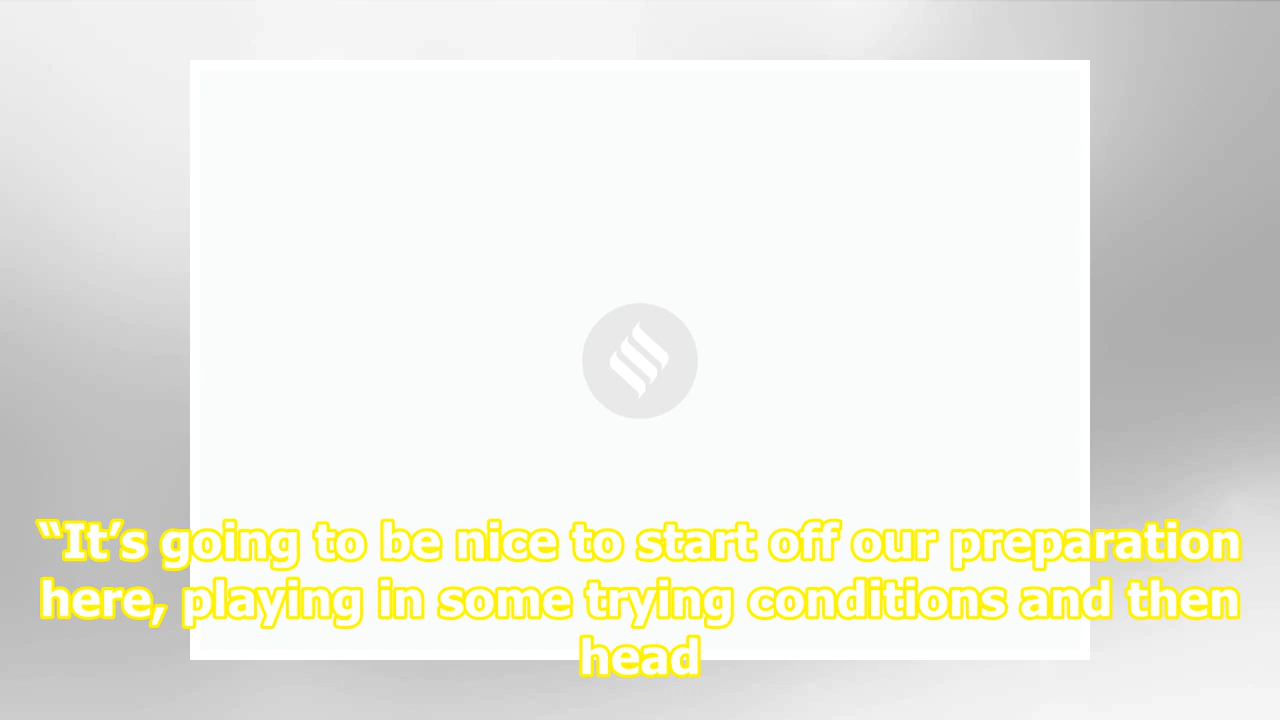 “It’s going to be nice to start off our preparation
here, playing in some trying conditions and then
head